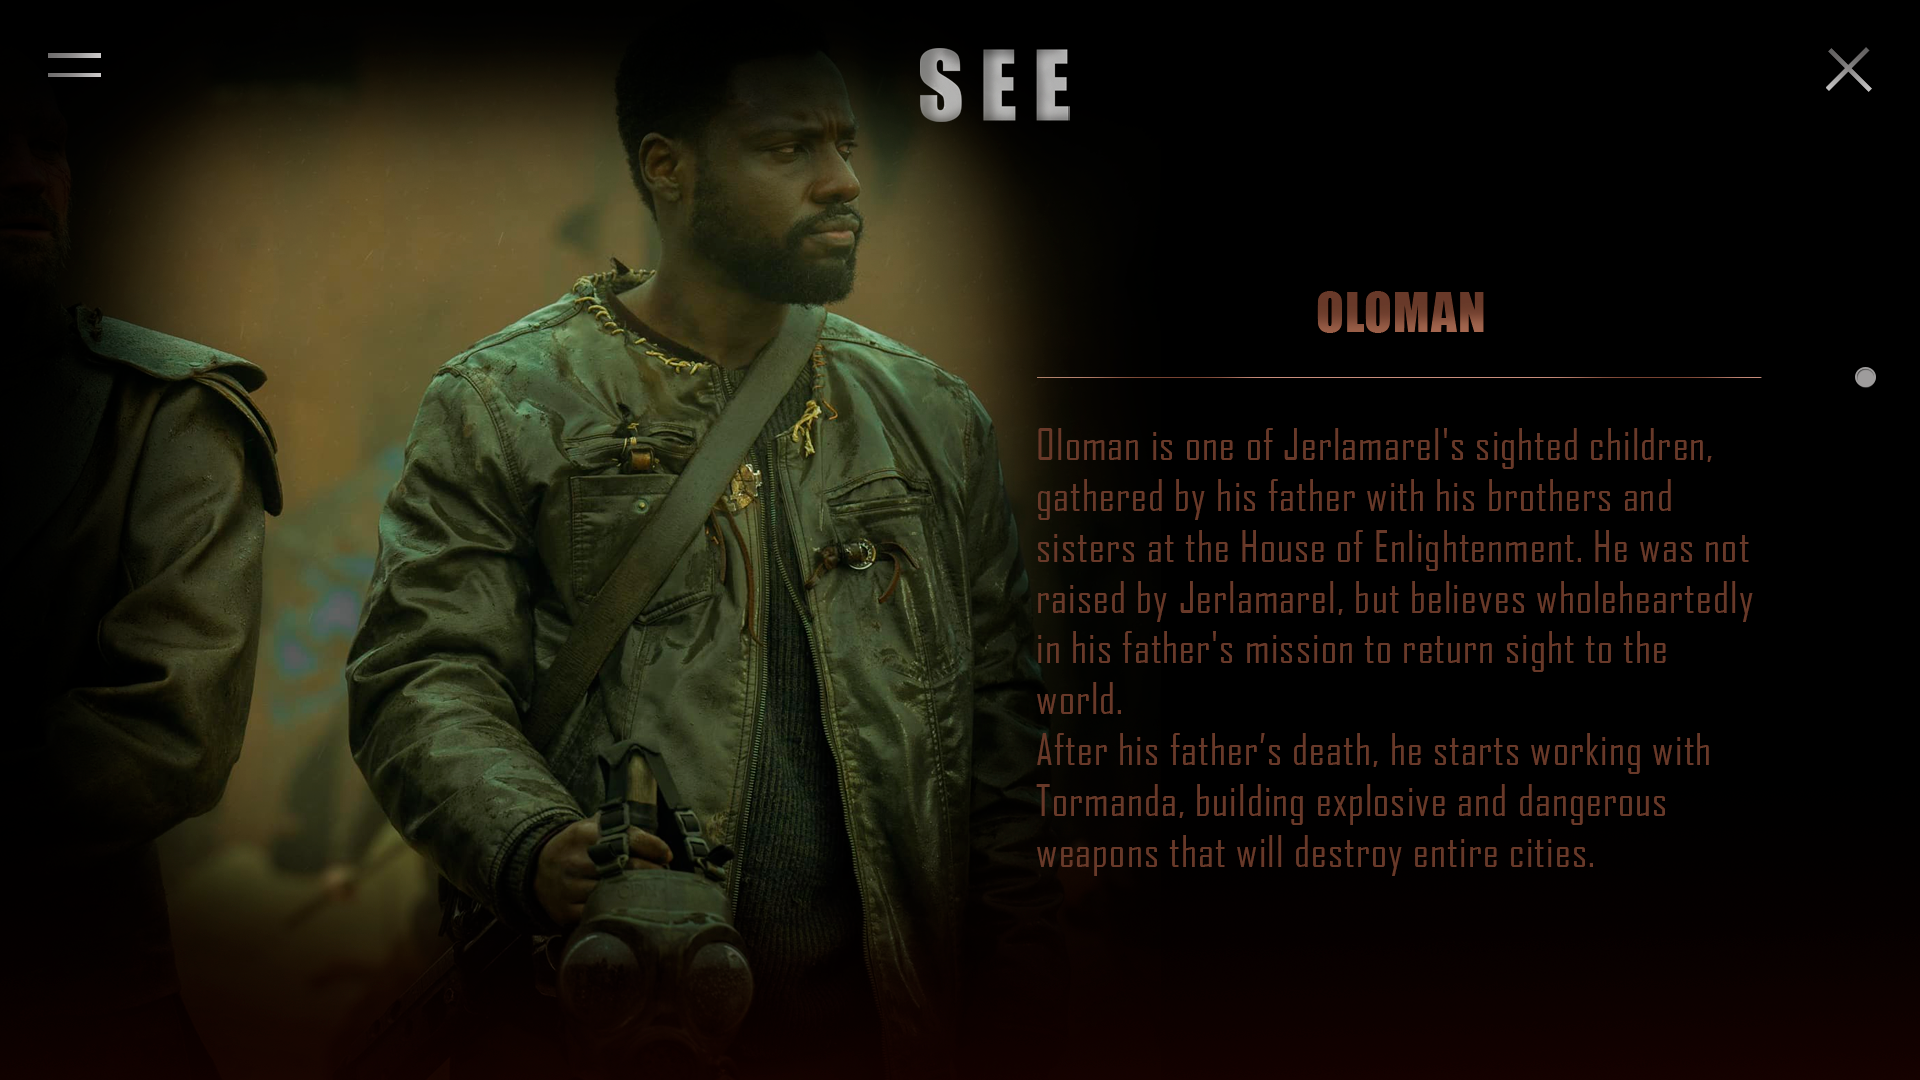 SEE
OLOMAN
Oloman is one of Jerlamarel's sighted children,
gathered by his father with his brothers and
sisters at the House of Enlightenment. He was not
raised by Jerlamarel, but believes wholeheartedly
in his father's mission to return sight to the
world.
After his father’s death, he starts working with
Tormanda, building explosive and dangerous
weapons that will destroy entire cities.